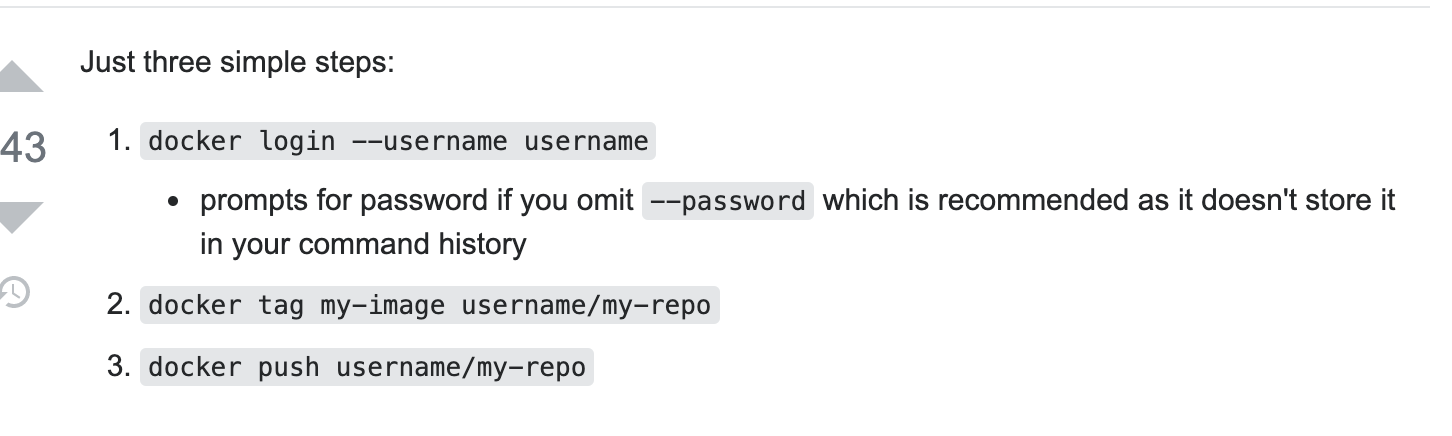 Just three simple steps:
43
1. docker login --username username
• prompts for password if you omit --password which is recommended as it doesn't store it
in your command history
2. docker tag my-image username/my-repo
3. docker push username/my-repo